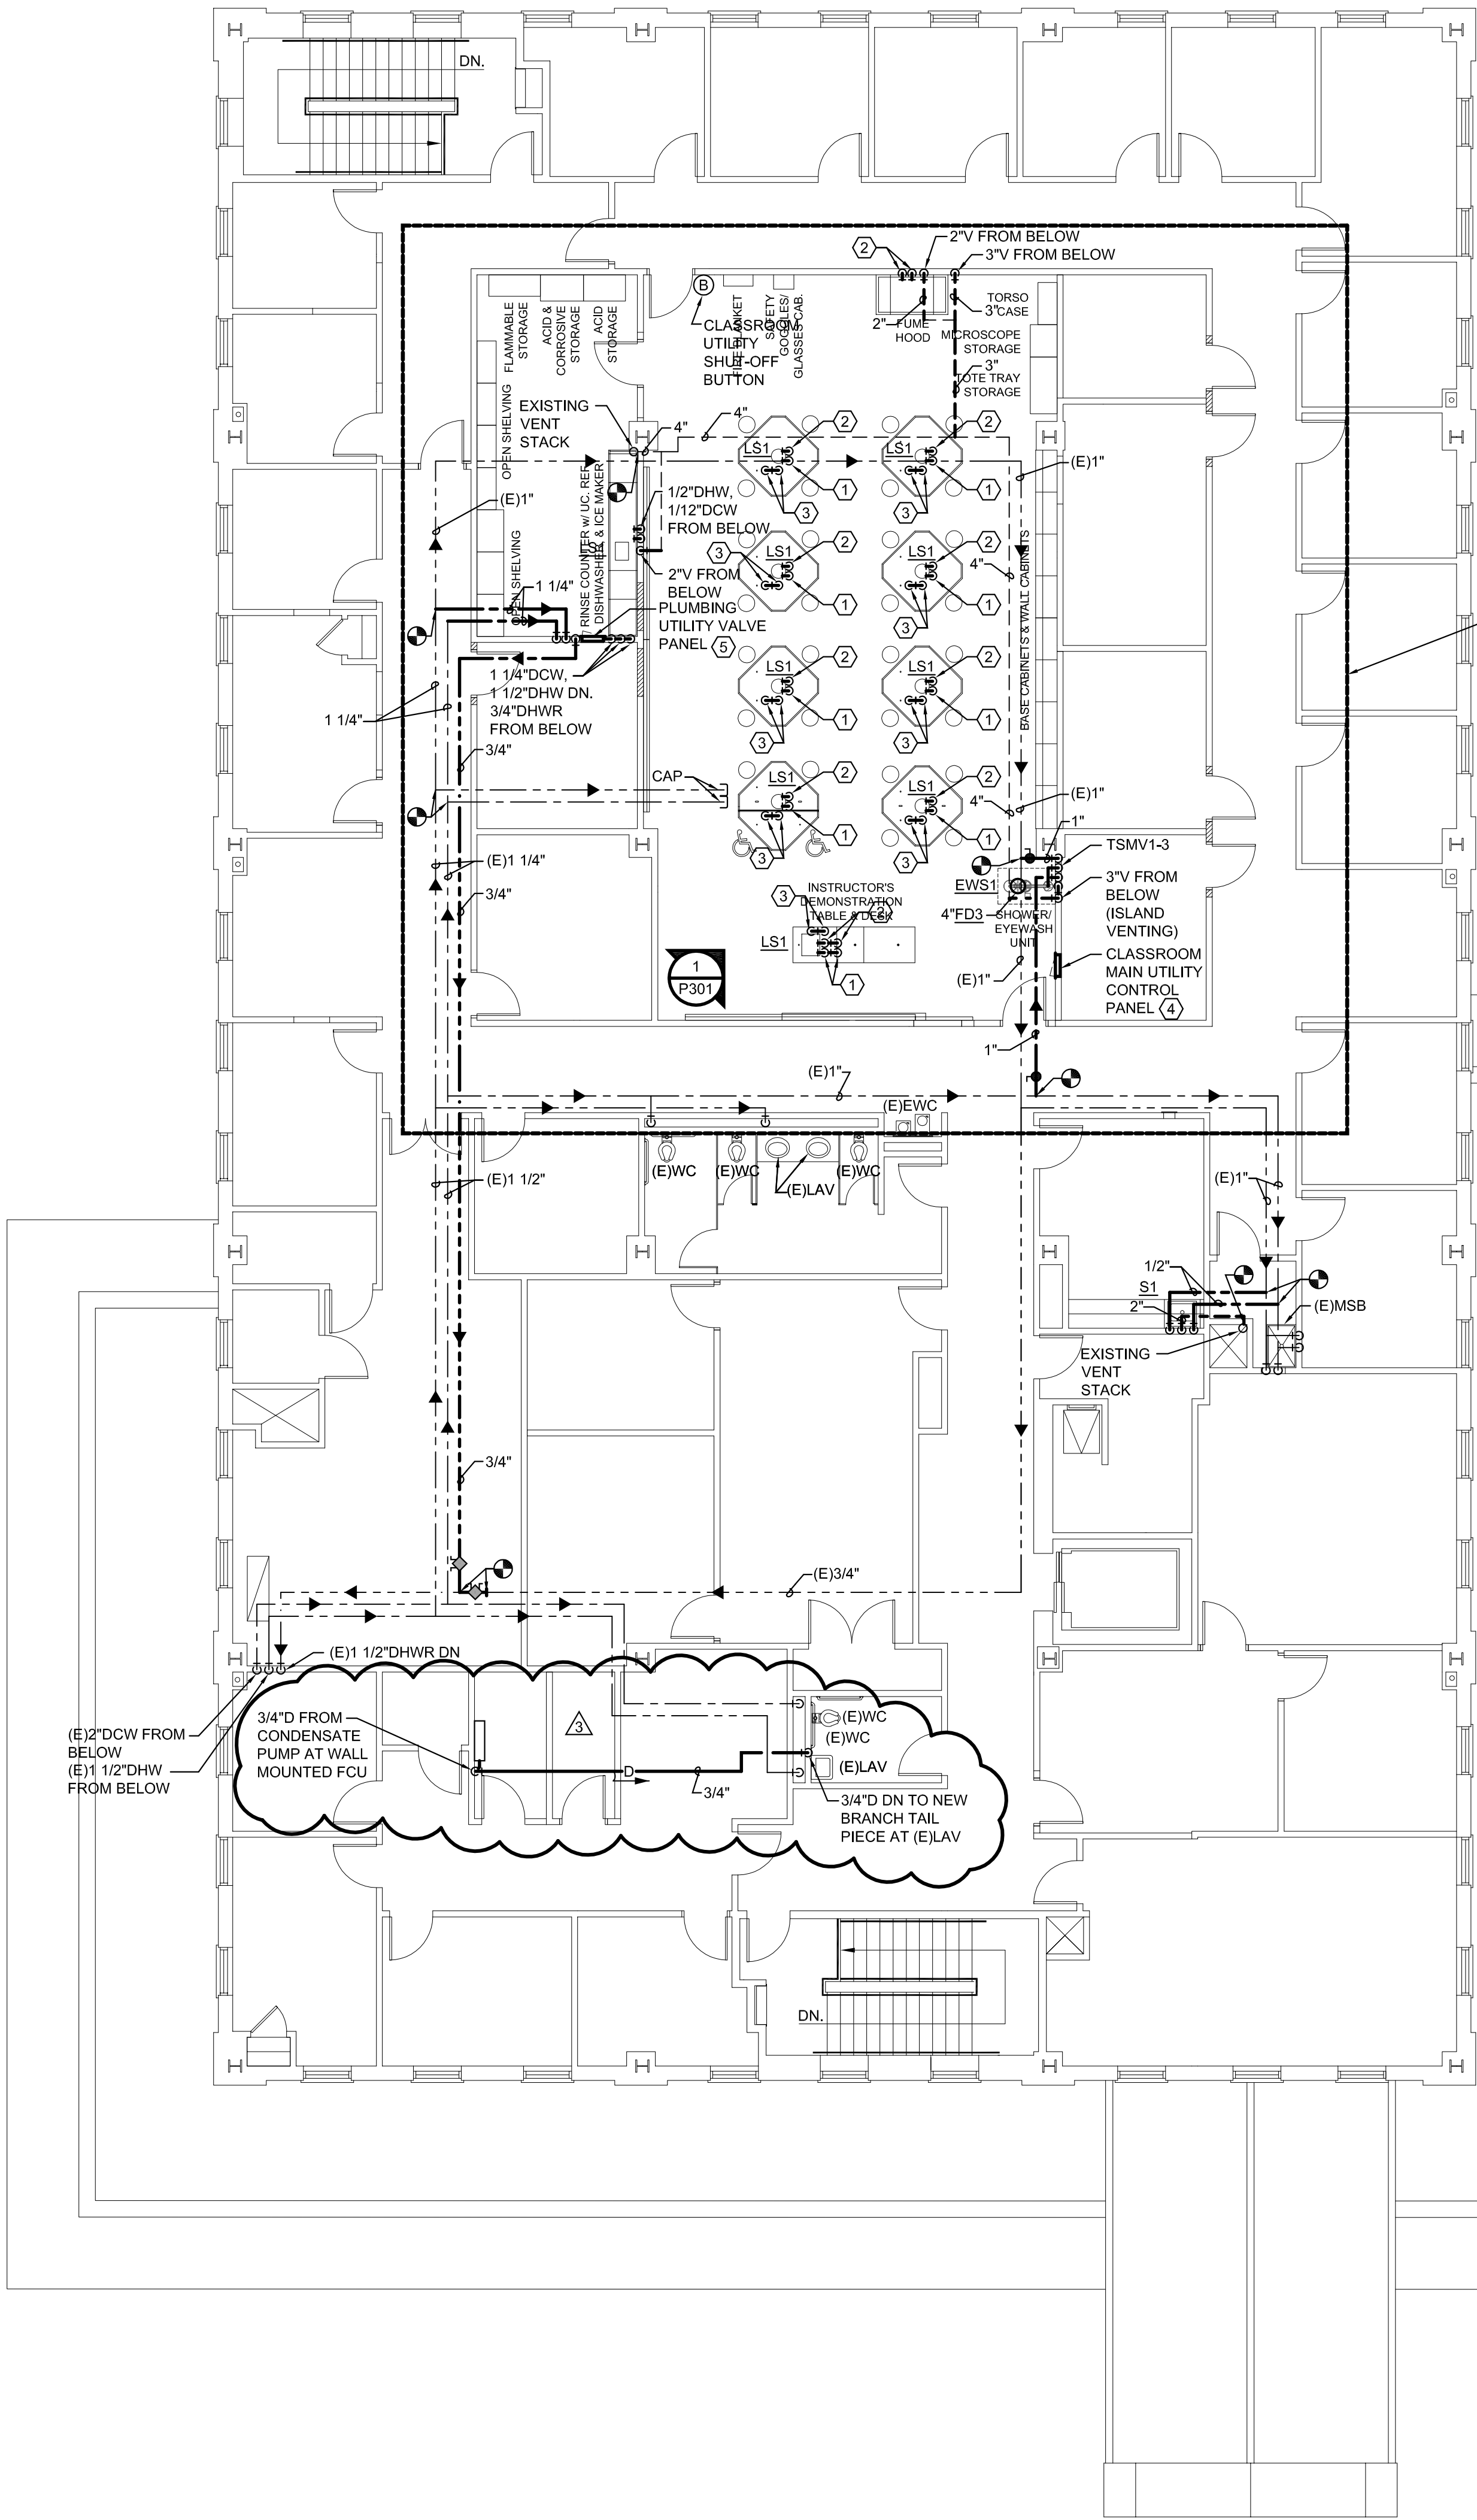 DN.
2
2"V FROM BELOW
3"V FROM BELOW
B
FLAMMABLE
STORAGE
ACID &
CORROSIVE
STORAGE
ACID
STORAGE
CLASSROOM
UTILITY
SHUT-OFF
BUTTON
FIRE BLANKET
SAFETY
GOGGLES/
GLASSES CAB.
2"
FUME
HOOD
TORSO
CASE
3"
MICROSCOPE
STORAGE
3"
TOTE TRAY
STORAGE
OPEN SHELVING
EXISTING
VENT
STACK
4"
4"
LS1
2
1
3
LS1
2
1
3
(E)1"
(E)1"
RINSE COUNTER w/ UC. REF.
DISHWASHER, & ICE MAKER
1/2"DHW,
1/12"DCW
FROM BELOW
OPEN SHELVING
2"V FROM
BELOW
3
LS1
2
1
LS1
2
1
3
4"
BASE CABINETS & WALL CABINETS
1 1/4"
PLUMBING
UTILITY VALVE
PANEL
5
1 1/4"DCW,
1 1/2"DHW DN.
3/4"DHWR
FROM BELOW
LS1
2
1
3
LS1
2
1
3
1 1/4"
3/4"
CAP
LS1
2
1
3
LS1
2
1
3
4"
(E)1"
1"
TSMV1-3
(E)1 1/4"
3/4"
3"V FROM
BELOW
(ISLAND
VENTING)
EWS1
4"FD3
SHOWER/
EYEWASH
UNIT
INSTRUCTOR'S
DEMONSTRATION
TABLE & DESK
3
2
LS1
1
CLASSROOM
MAIN UTILITY
CONTROL
PANEL
4
1
P301
(E)1"
1"
(E)1"
(E)EWC
(E)WC
(E)WC
(E)WC
(E)LAV
(E)1 1/2"
(E)1"
1/2"
S1
2"
(E)MSB
EXISTING
VENT
STACK
3/4"
(E)3/4"
(E)1 1/2"DHWR DN
(E)2"DCW FROM
BELOW
(E)1 1/2"DHW
FROM BELOW
3/4"D FROM
CONDENSATE
PUMP AT WALL
MOUNTED FCU
3
D
3/4"
(E)WC
(E)WC
(E)LAV
3/4"D DN TO NEW
BRANCH TAIL
PIECE AT (E)LAV
DN.